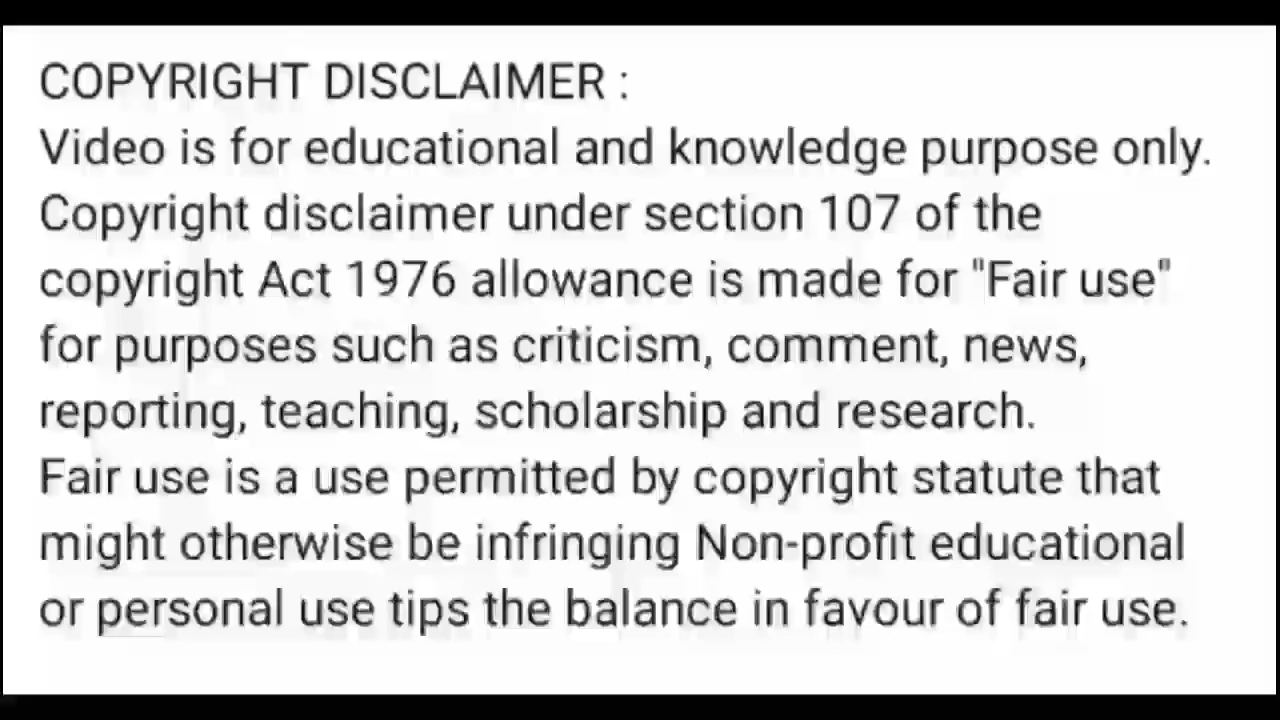 COPYRIGHT DISCLAIMER :
Video is for educational and knowledge purpose only.
Copyright disclaimer under section 107 of the
copyright Act 1976 allowance is made for "Fair use"
for purposes such as criticism, comment, news,
reporting, teaching, scholarship and research.
Fair use is a use permitted by copyright statute that
might otherwise be infringing Non-profit educational
or personal use tips the balance in favour of fair use.